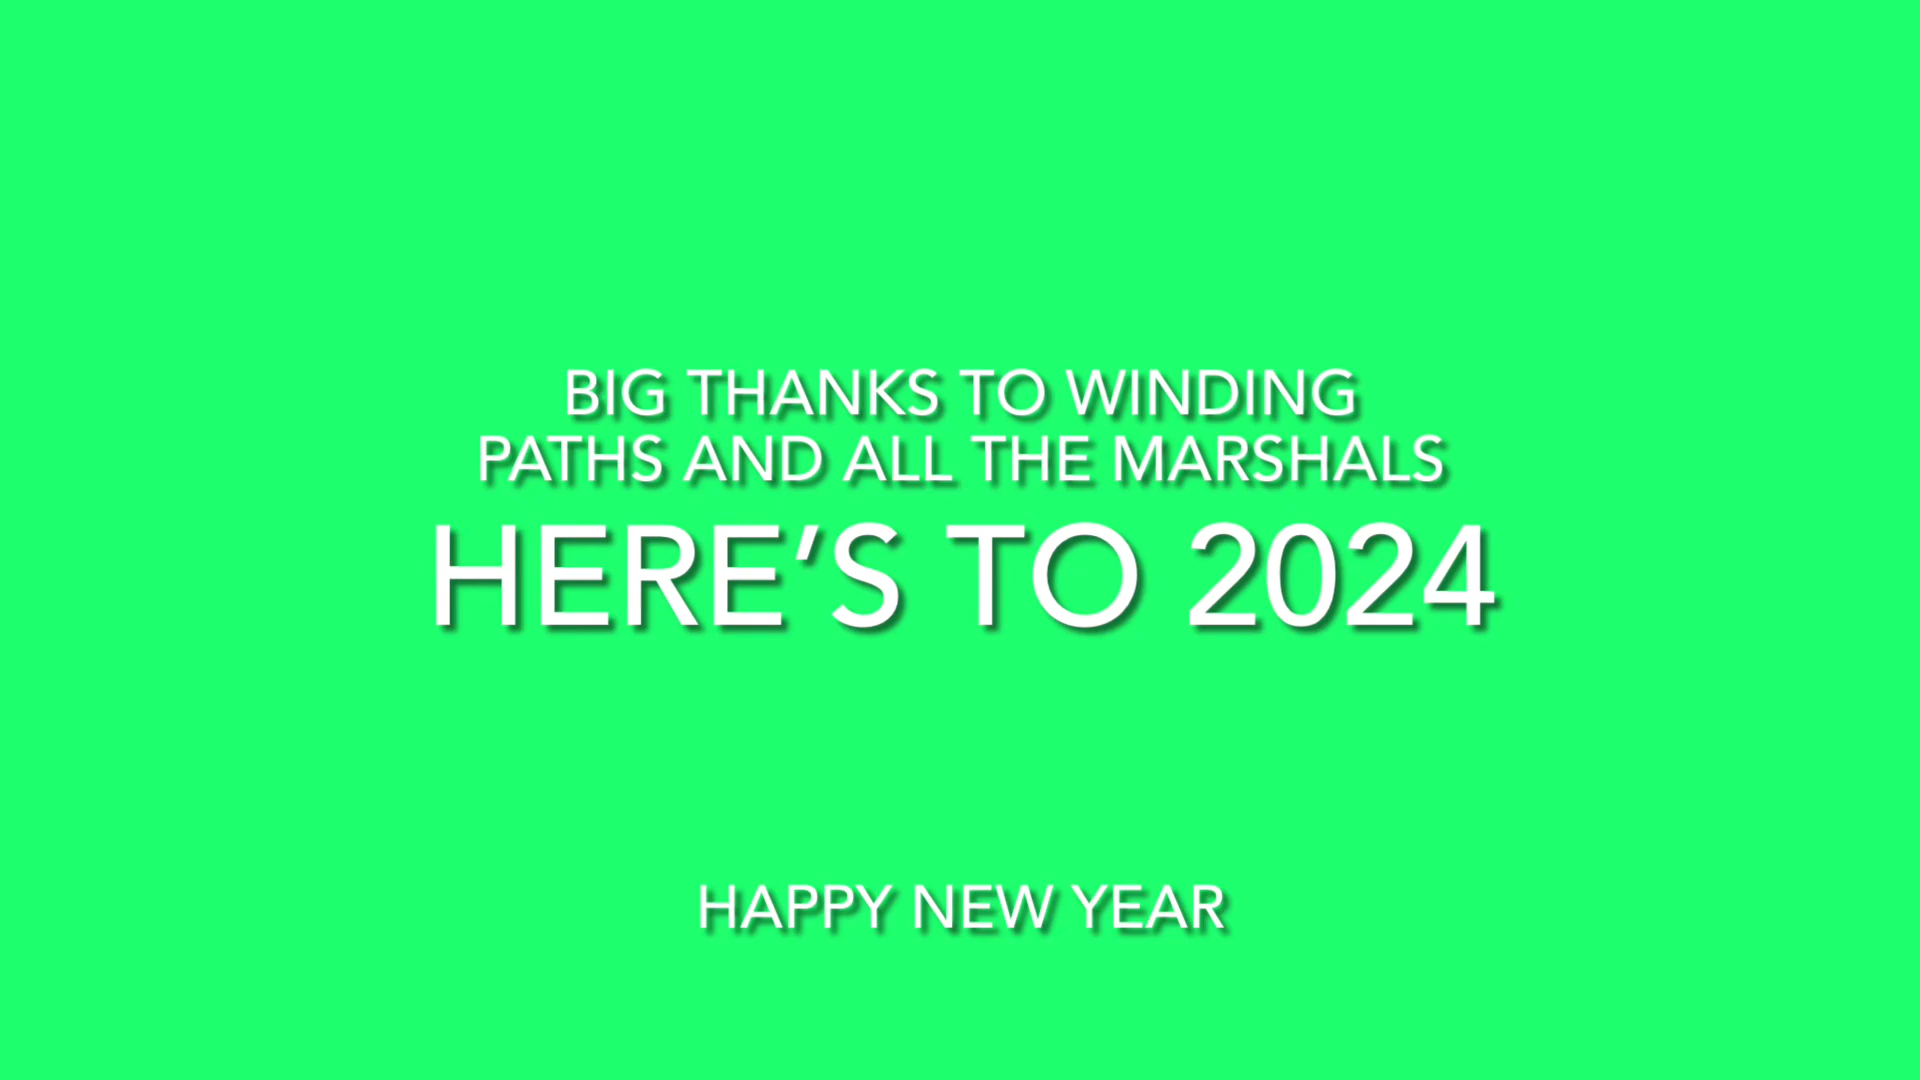 BIG THANKS TO WINDING
PATHS AND ALL THE MARSHALS
HERE’S TO 2024
HAPPY NEW YEAR